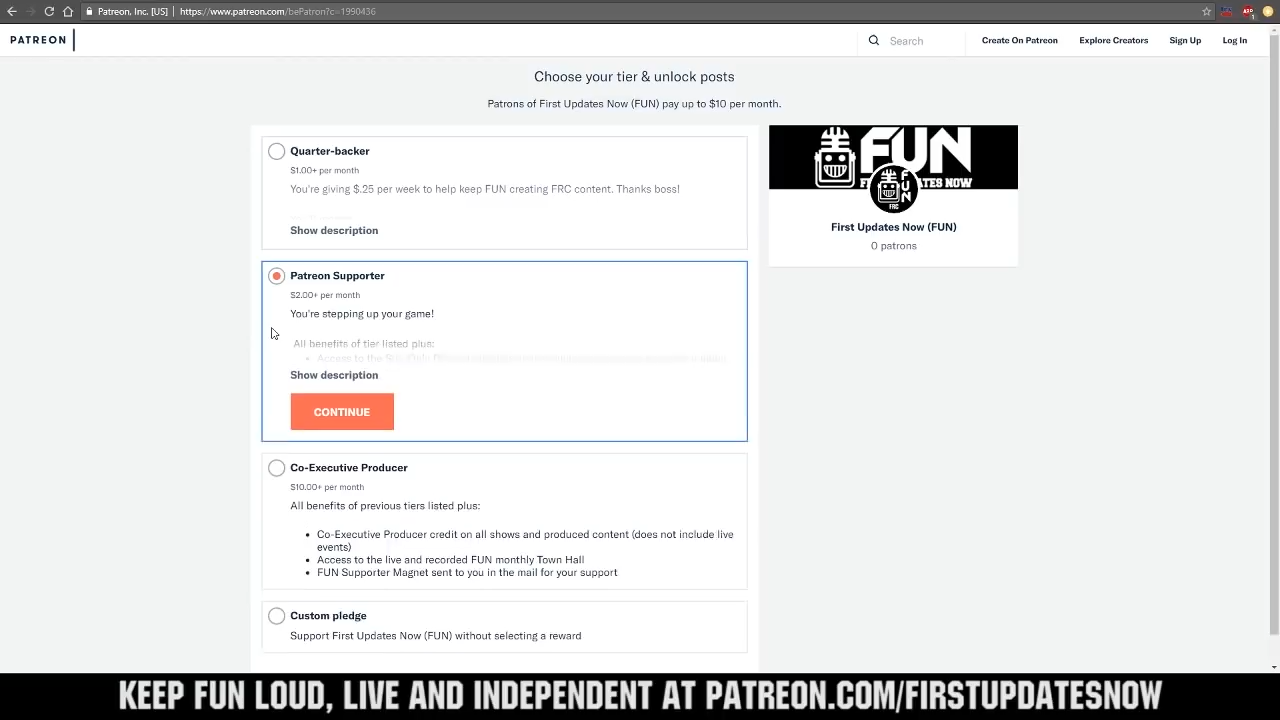 Patreon, Inc. [US] https://www.patreon.com/bePatron?c=1990436
PATREON
Search
Create On Patreon
Explore Creators
Sign Up
Log In
Choose your tier & unlock posts
Patrons of First Updates Now (FUN) pay up to $10 per month.
Quarter-backer
$1.00+ per month
You're giving $.25 per week to help keep FUN creating FRC content. Thanks boss!
Show description
Patreon Supporter
$2.00+ per month
You're stepping up your game!
All benefits of tier listed plus:
Access to the
Show description
CONTINUE
Co-Executive Producer
$10.00+ per month
All benefits of previous tiers listed plus:
• Co-Executive Producer credit on all shows and produced content (does not include live
events)
• Access to the live and recorded FUN monthly Town Hall
• FUN Supporter Magnet sent to you in the mail for your support
Custom pledge
Support First Updates Now (FUN) without selecting a reward
FUN
FUN
FRC
First Updates Now (FUN)
0 patrons
KEEP FUN LOUD, LIVE AND INDEPENDENT AT PATREON.COM/FIRSTUPDATESNOW